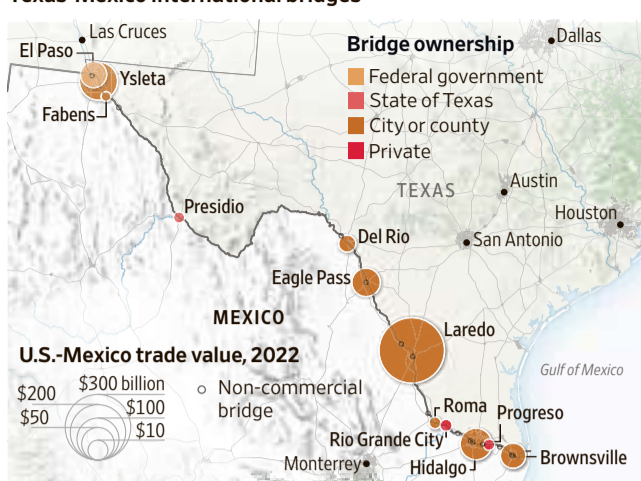 Texas-Mexico international bridges
Las Cruces
El Paso
Ysleta
Fabens
Dallas
Bridge ownership
Federal government
State of Texas
City or county
Private
TEXAS
Austin
Houston
San Antonio
Presidio
Del Rio
Eagle Pass
MEXICO
Laredo
U.S.-Mexico trade value, 2022
$300 billion
$200
$100
$50
$10
Non-commercial
bridge
Gulf of Mexico
Roma
Progreso
Rio Grande City
Monterrey
Hidalgo
Brownsville